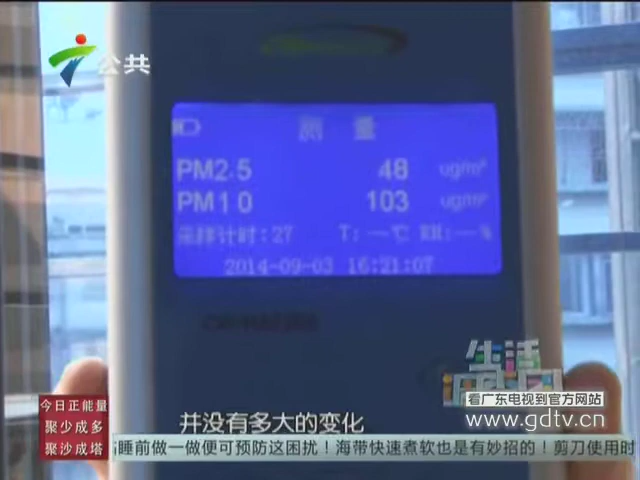 公共
测 量
PM2.5 48 ug/m³
PM10 103 ug/m³
采样计时:27 T:—℃ RH:—%
2014-09-03 16:21:07
生活
看广东电视到官方网站
www.gdtv.cn
并没有多大的变化
今日正能量
聚少成多
聚沙成塔
睡前做一做便可预防这困扰！海带快速煮软也是有妙招的！剪刀使用时